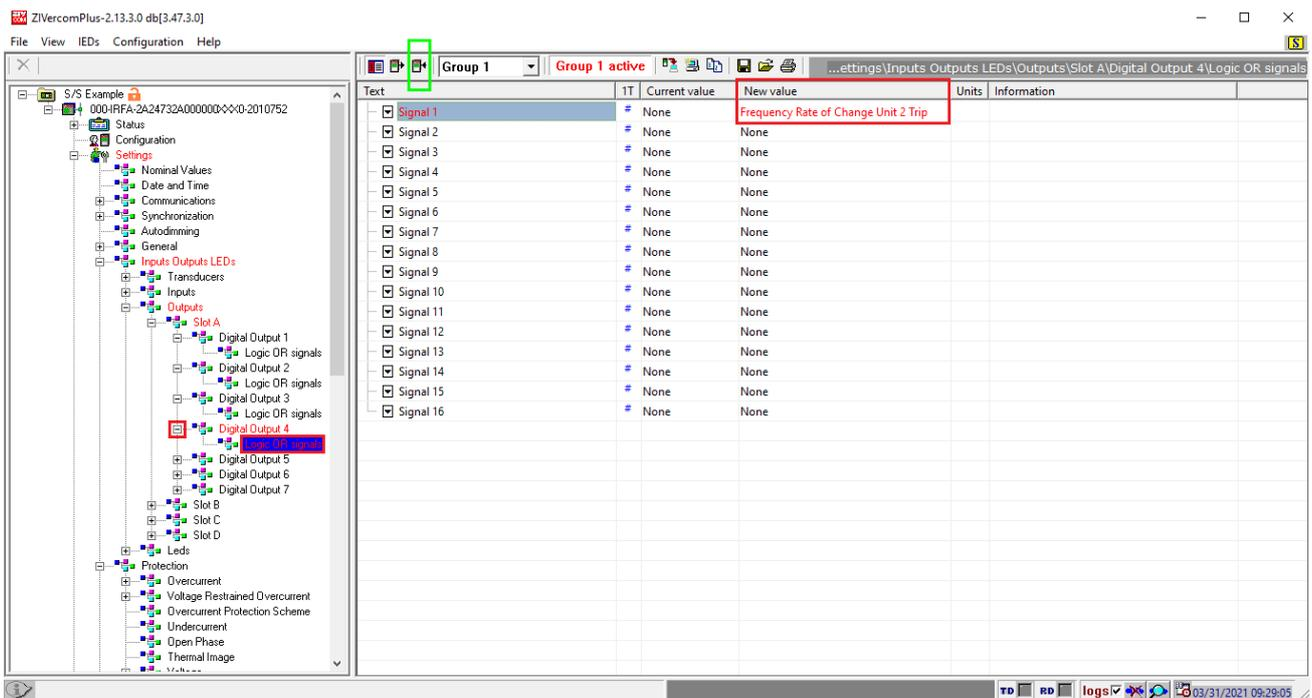 ZIVercomPlus-2.13.3.0 db[3.47.3.0]
File View IEDs Configuration Help
S
Group 1
Group 1 active
...ettings\Inputs Outputs LEDs\Outputs\Slot A\Digital Output 4\Logic OR signals
S/S Example
Status
Configuration
Settings
Nominal Values
Date and Time
Communications
Synchronization
Autodimming
General
Inputs Outputs LEDs
Transducers
Inputs
Outputs
Slot A
Digital Output 1
Logic OR signals
Digital Output 2
Logic OR signals
Digital Output 3
Logic OR signals
Digital Output 4
Logic OR signals
Digital Output 5
Digital Output 6
Digital Output 7
Slot B
Slot C
Slot D
Leds
Protection
Overcurrent
Voltage Restrained Overcurrent
Overcurrent Protection Scheme
Undercurrent
Open Phase
Thermal Image
Text 1T Current value New value Units Information
Signal 1 # None Frequency Rate of Change Unit 2 Trip
Signal 2 # None None
Signal 3 # None None
Signal 4 # None None
Signal 5 # None None
Signal 6 # None None
Signal 7 # None None
Signal 8 # None None
Signal 9 # None None
Signal 10 # None None
Signal 11 # None None
Signal 12 # None None
Signal 13 # None None
Signal 14 # None None
Signal 15 # None None
Signal 16 # None None
TD RD logs 03/31/2021 09:29:05